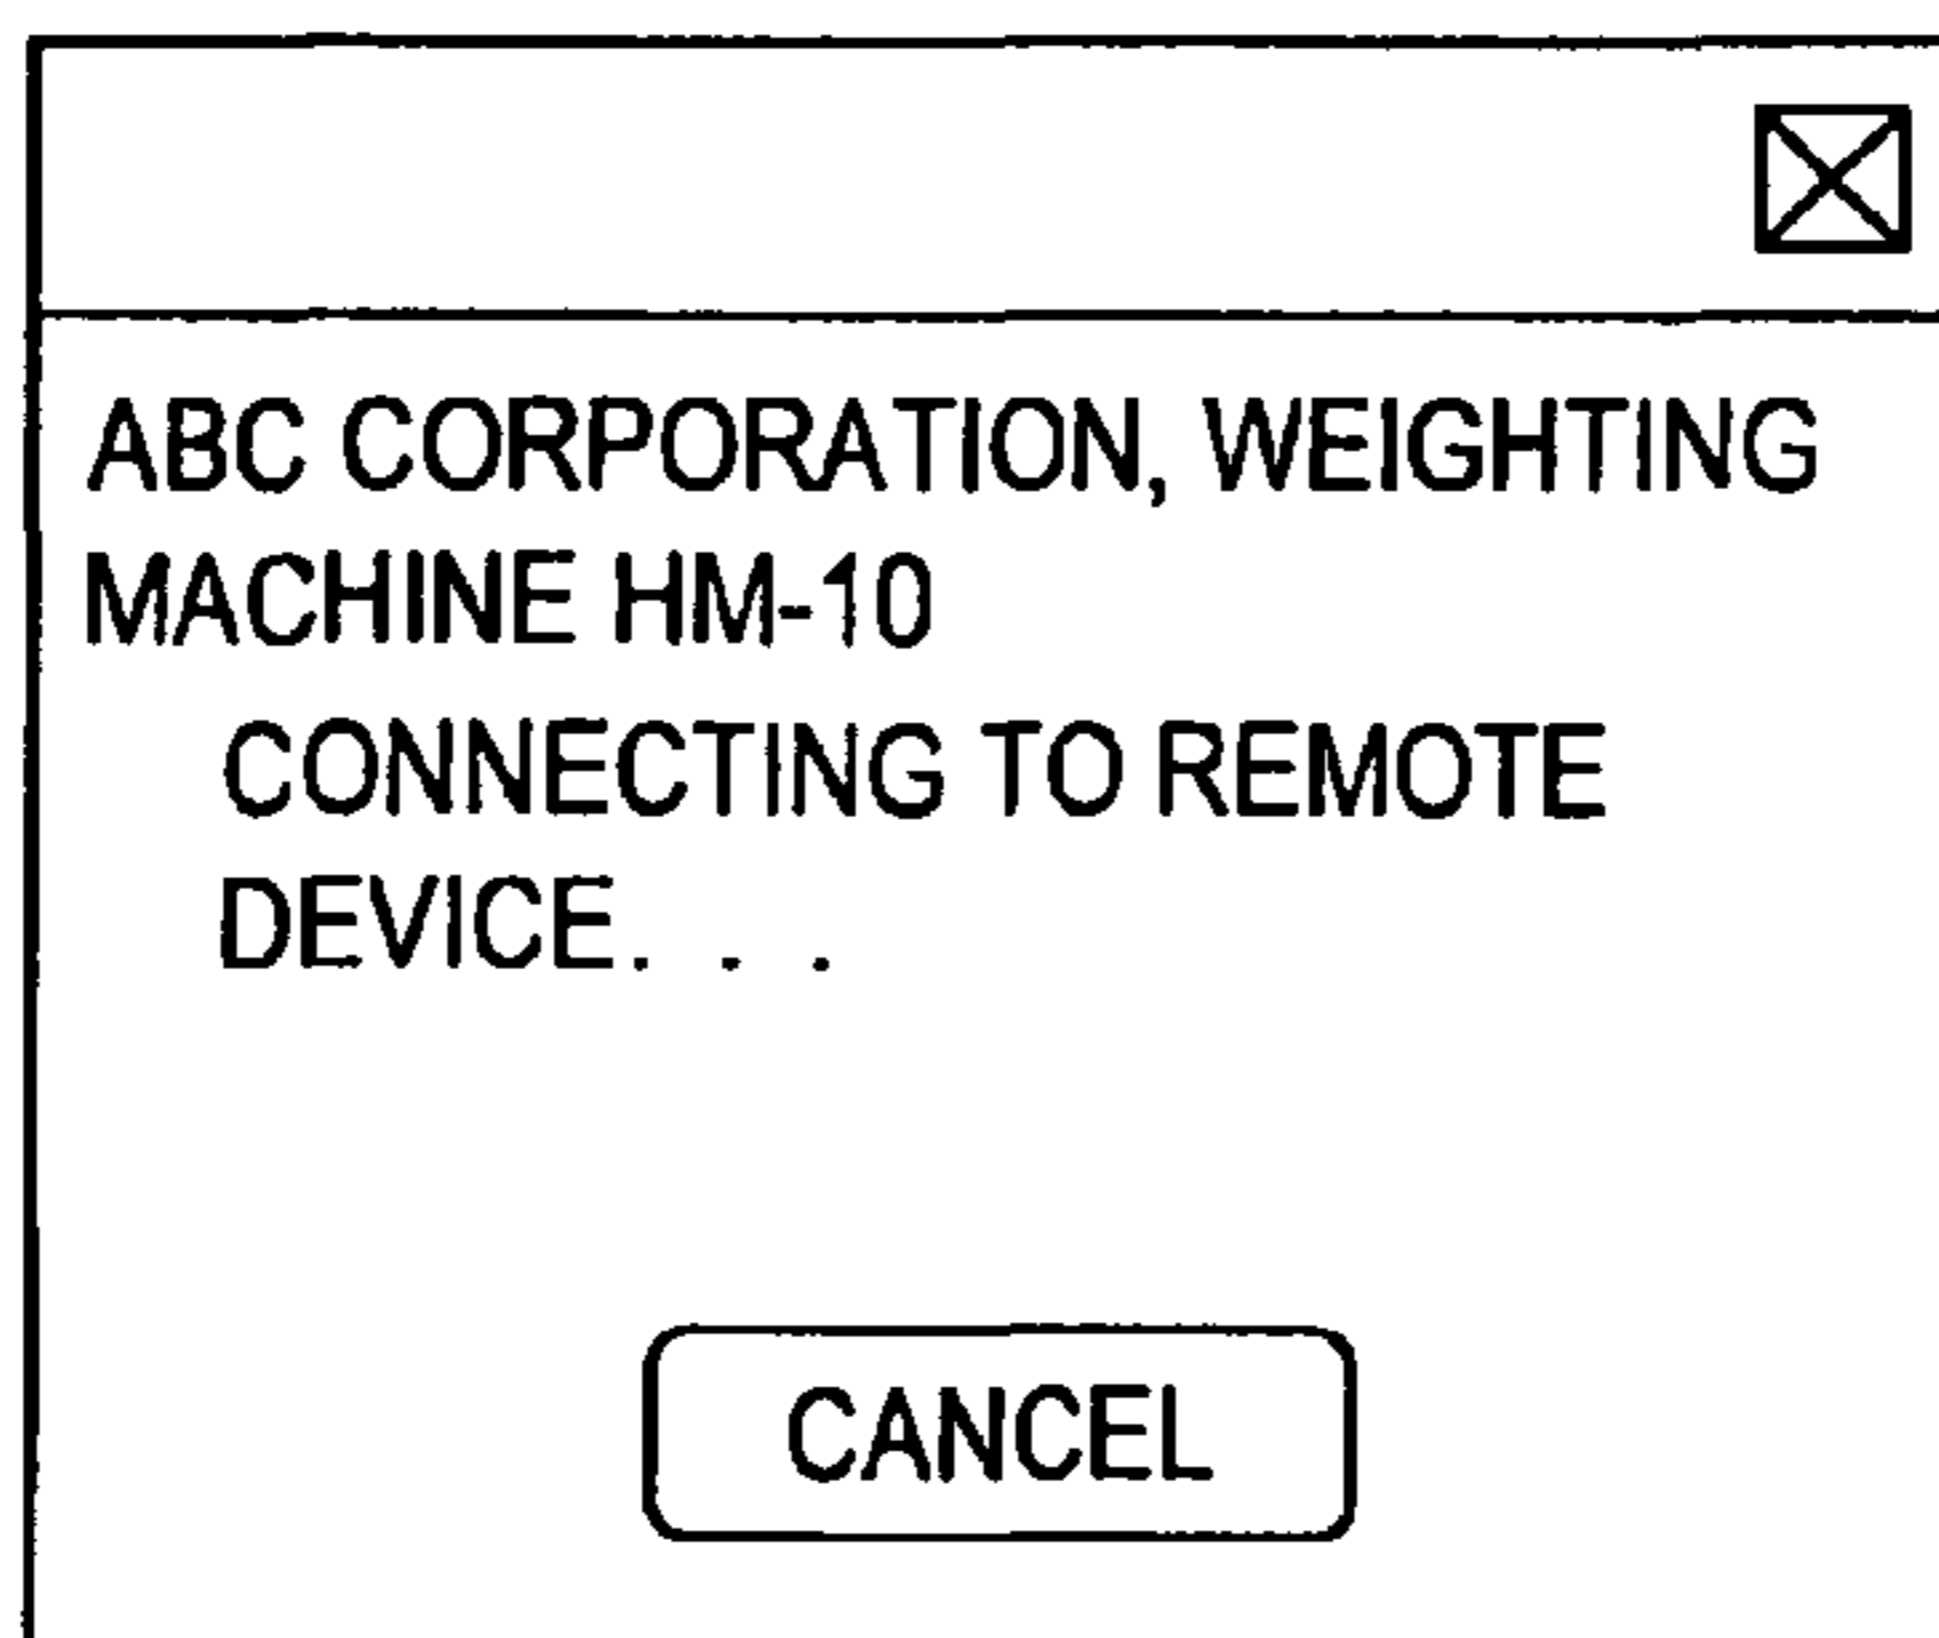 ABC CORPORATION, WEIGHTING
MACHINE HM-10
CONNECTING TO REMOTE
DEVICE. . .
CANCEL